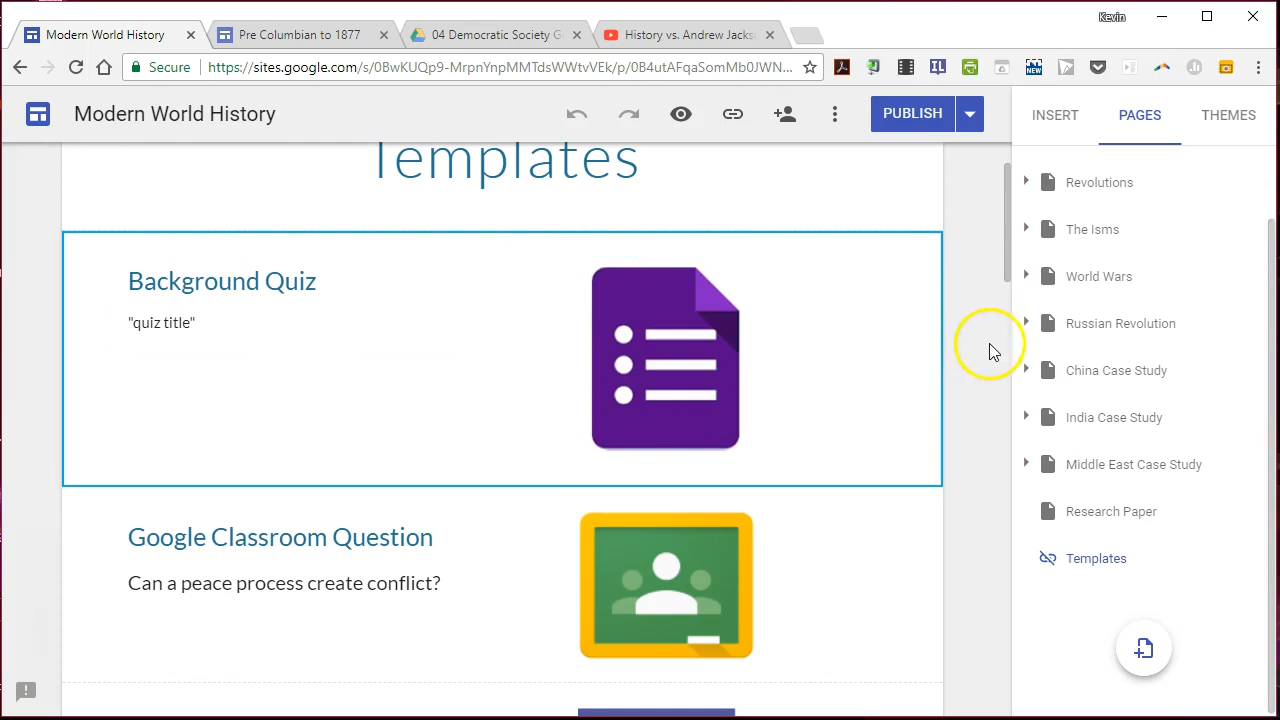 Kevin
Modern World History
Pre Columbian to 1877
04 Democratic Society G
History vs. Andrew Jacks
Secure
https://sites.google.com/s/0BwKUQp9-MrpnYnpMMTdsWWtvVEk/p/0B4utAFqaSomMb0JWN...
Modern World History
PUBLISH
INSERT
PAGES
THEMES
Templates
Background Quiz
"quiz title"
Google Classroom Question
Can a peace process create conflict?
Revolutions
The Isms
World Wars
Russian Revolution
China Case Study
India Case Study
Middle East Case Study
Research Paper
Templates
IL
NEW